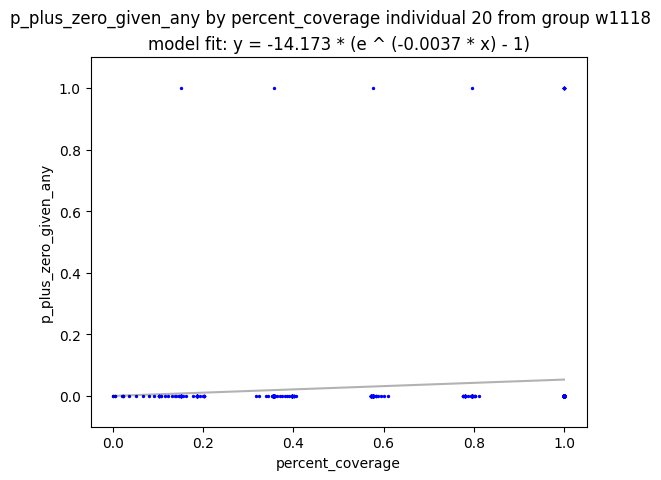 p_plus_zero_given_any by percent_coverage individual 20 from group w1118
model fit: y = -14.173 * (e ^ (-0.0037 * x) - 1)
1.0
0.8
0.6
0.4
0.2
0.0
p_plus_zero_given_any
0.0 0.2 0.4 0.6 0.8 1.0
percent_coverage